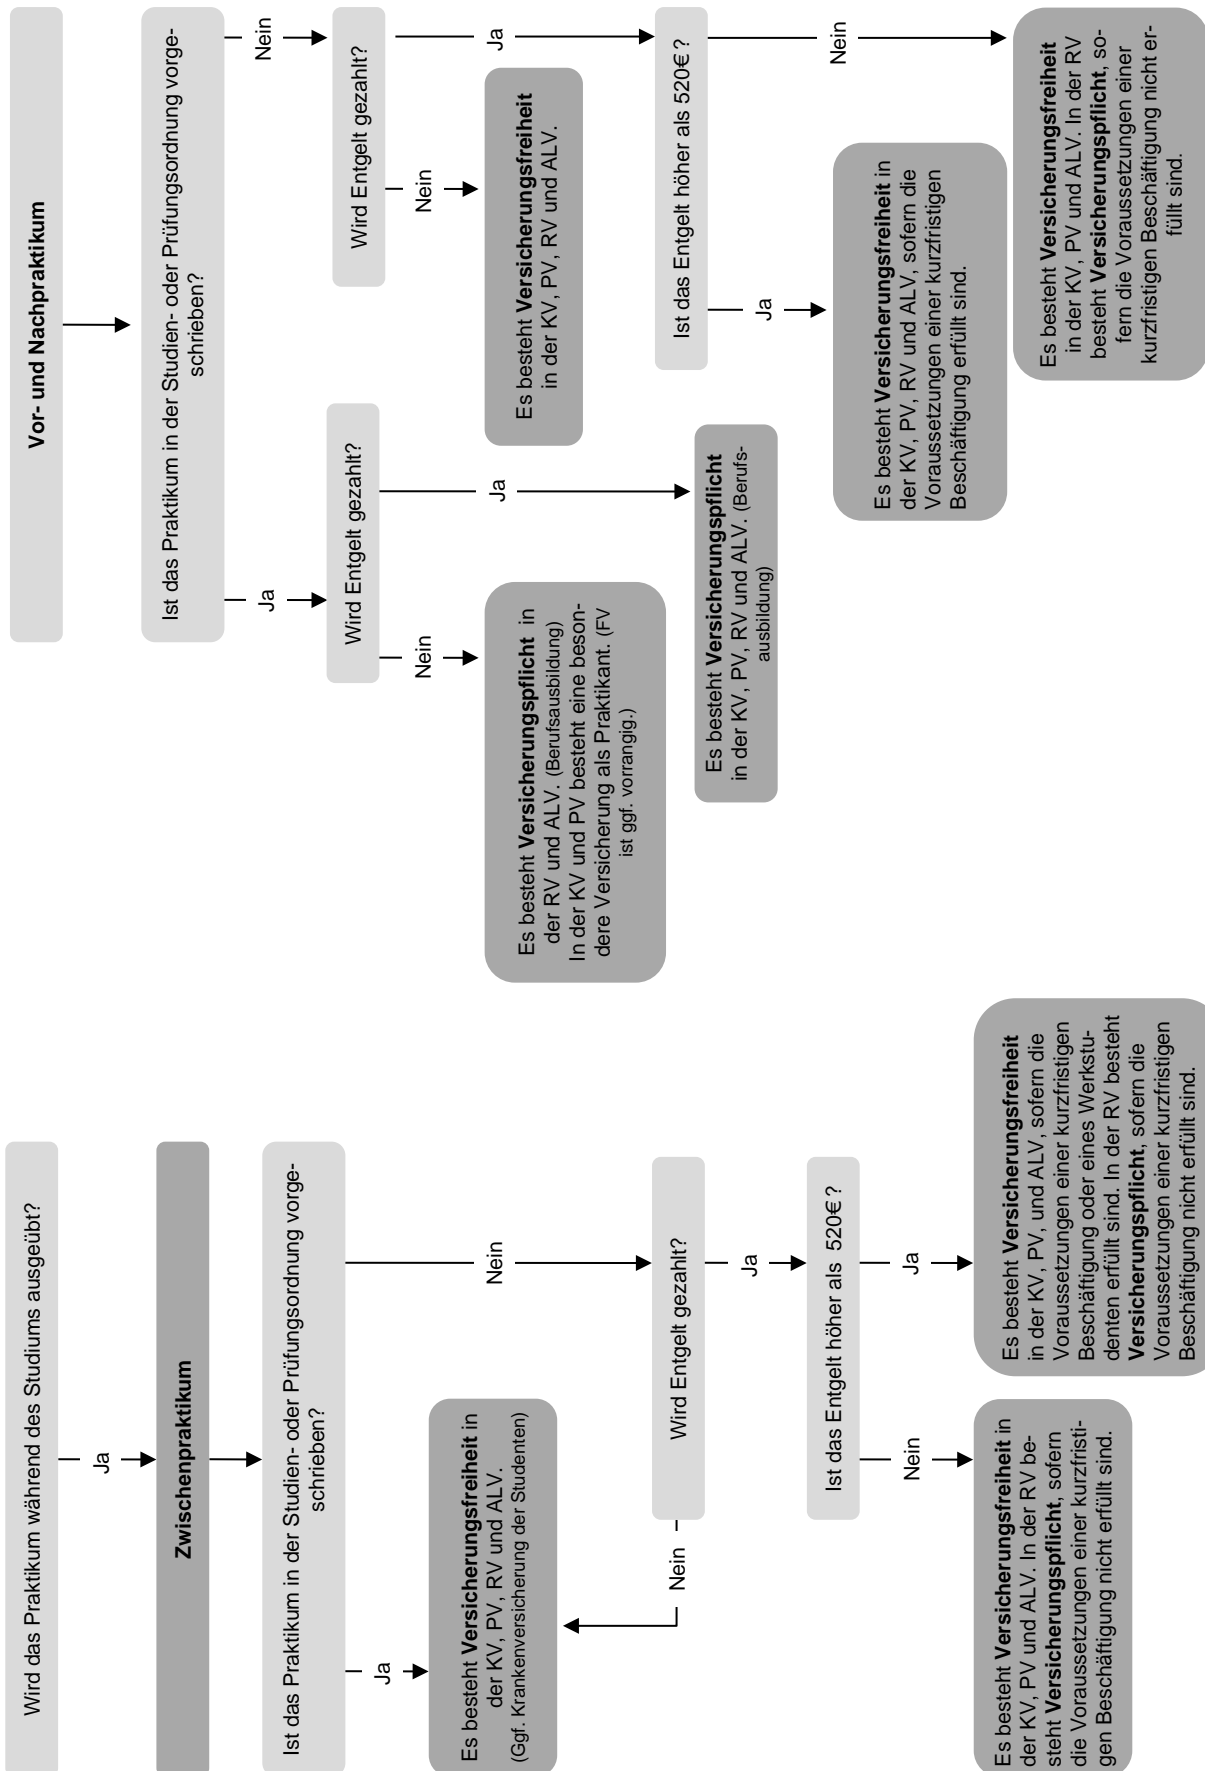 Wird das Praktikum während des Studiums ausgeübt?
Ja
Zwischenpraktikum
Ist das Praktikum in der Studien- oder Prüfungsordnung vorge-
schrieben?
Ja
Nein
Es besteht Versicherungsfreiheit in
der KV, PV, RV und ALV.
(Ggf. Krankenversicherung der Studenten)
Wird Entgelt gezahlt?
Nein
Ja
Ist das Entgelt höher als 520€?
Nein
Ja
Es besteht Versicherungsfreiheit in
der KV, PV und ALV. In der RV be-
steht Versicherungspflicht, sofern
die Voraussetzungen einer kurzfristi-
gen Beschäftigung nicht erfüllt sind.
Es besteht Versicherungsfreiheit
in der KV, PV, und ALV, sofern die
Voraussetzungen einer kurzfristigen
Beschäftigung oder eines Werkstu-
denten erfüllt sind. In der RV besteht
Versicherungspflicht, sofern die
Voraussetzungen einer kurzfristigen
Beschäftigung nicht erfüllt sind.
Vor- und Nachpraktikum
Ist das Praktikum in der Studien- oder Prüfungsordnung vorge-
schrieben?
Ja
Nein
Wird Entgelt gezahlt?
Nein
Ja
Es besteht Versicherungspflicht in
der RV und ALV. (Berufsausbildung)
In der KV und PV besteht eine beson-
dere Versicherung als Praktikant. (FV
ist ggf. vorrangig.)
Es besteht Versicherungspflicht
in der KV, PV, RV und ALV. (Berufs-
ausbildung)
Wird Entgelt gezahlt?
Nein
Ja
Es besteht Versicherungsfreiheit
in der KV, PV, RV und ALV.
Ist das Entgelt höher als 520€?
Ja
Nein
Es besteht Versicherungsfreiheit in
der KV, PV, RV und ALV, sofern die
Voraussetzungen einer kurzfristigen
Beschäftigung erfüllt sind.
Es besteht Versicherungsfreiheit
in der KV, PV und ALV. In der RV
besteht Versicherungspflicht, so-
fern die Voraussetzungen einer
kurzfristigen Beschäftigung nicht er-
füllt sind.